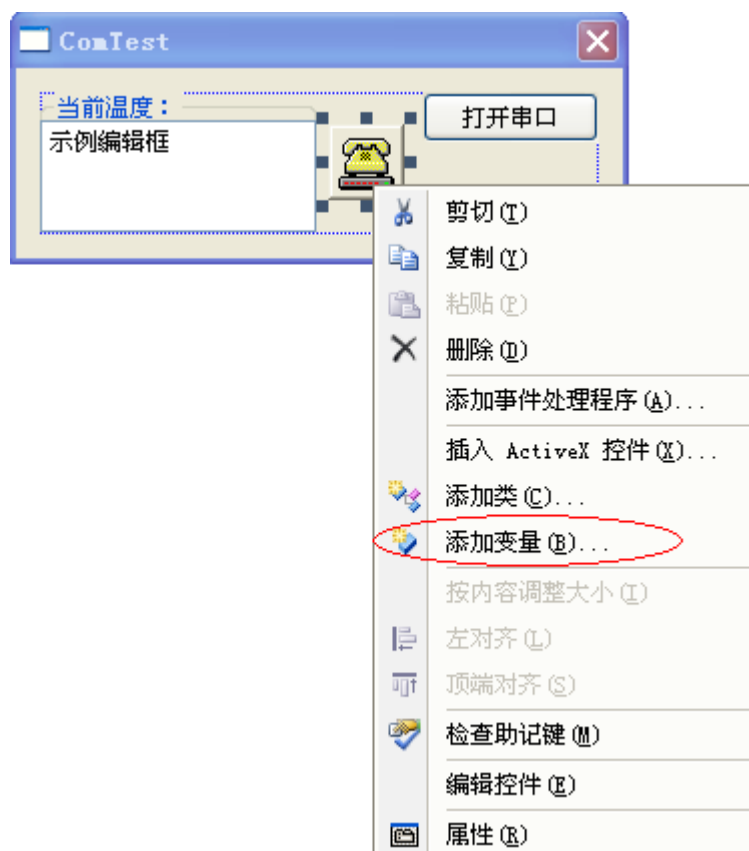 ComTest
当前温度：
打开串口
示例编辑框
剪切(T)
复制(Y)
粘贴(P)
删除(D)
添加事件处理程序(A)...
插入 ActiveX 控件(X)...
添加类(C)...
添加变量(B)...
按内容调整大小(I)
左对齐(L)
顶端对齐(S)
检查助记键(M)
编辑控件(E)
属性(R)